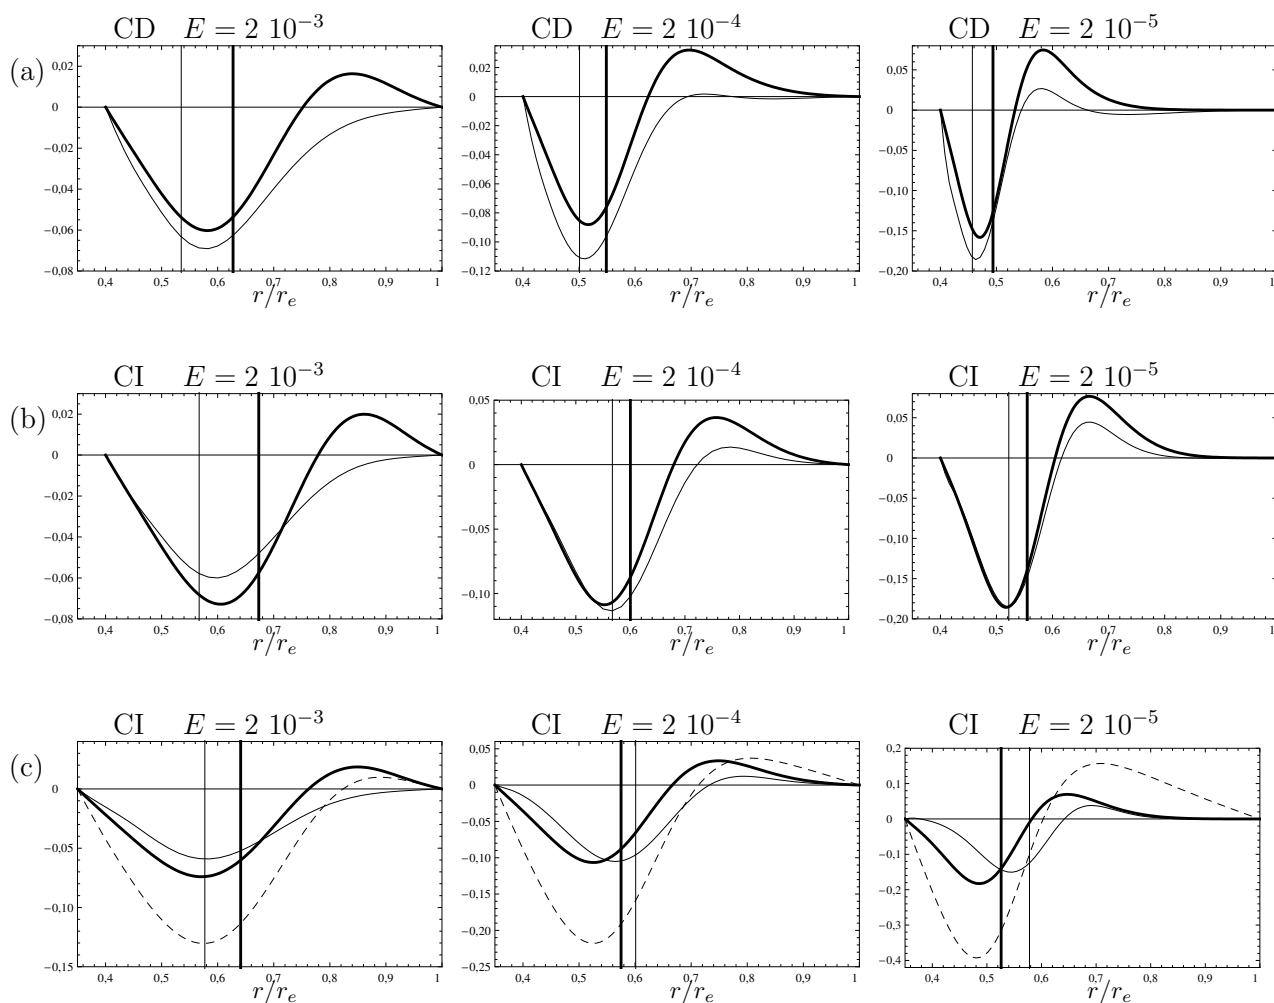 CD E = 2 10⁻³ CD E = 2 10⁻⁴ CD E = 2 10⁻⁵
(a)
0,02 0 −0,02 −0,04 −0,06 −0,08
0,4 0,5 0,6 0,7 0,8 0,9 1
r/rₑ
0,02 0 −0,02 −0,04 −0,06 −0,08 −0,10 −0,12
0,4 0,5 0,6 0,7 0,8 0,9 1
r/rₑ
0,05 0 −0,05 −0,10 −0,15 −0,20
0,4 0,5 0,6 0,7 0,8 0,9 1
r/rₑ
CI E = 2 10⁻³ CI E = 2 10⁻⁴ CI E = 2 10⁻⁵
(b)
0,02 0 −0,02 −0,04 −0,06 −0,08
0,4 0,5 0,6 0,7 0,8 0,9 1
r/rₑ
0,05 0 −0,05 −0,10
0,4 0,5 0,6 0,7 0,8 0,9 1
r/rₑ
0,05 0 −0,05 −0,10 −0,15 −0,20
0,4 0,5 0,6 0,7 0,8 0,9 1
r/rₑ
CI E = 2 10⁻³ CI E = 2 10⁻⁴ CI E = 2 10⁻⁵
(c)
0 −0,05 −0,10 −0,15
0,4 0,5 0,6 0,7 0,8 0,9 1
r/rₑ
0,05 0 −0,05 −0,10 −0,15 −0,20 0,25
0,4 0,5 0,6 0,7 0,8 0,9 1
r/rₑ
0,2 0,1 0 −0,1 −0,2 −0,3 −0,4
0,4 0,5 0,6 0,7 0,8 0,9 1
r/rₑ